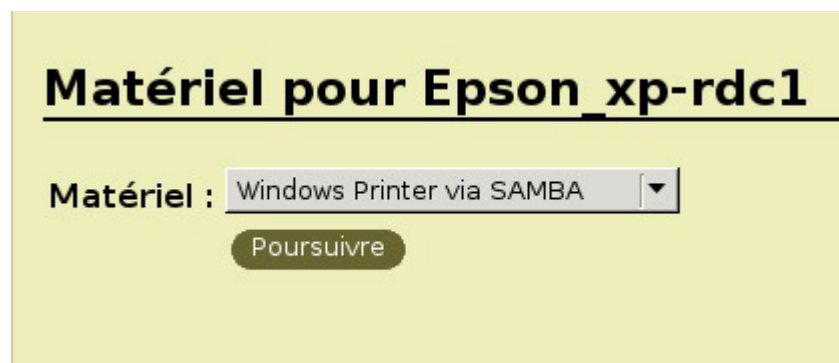 Matériel pour Epson_xp-rdc1
Matériel : Windows Printer via SAMBA
Poursuivre